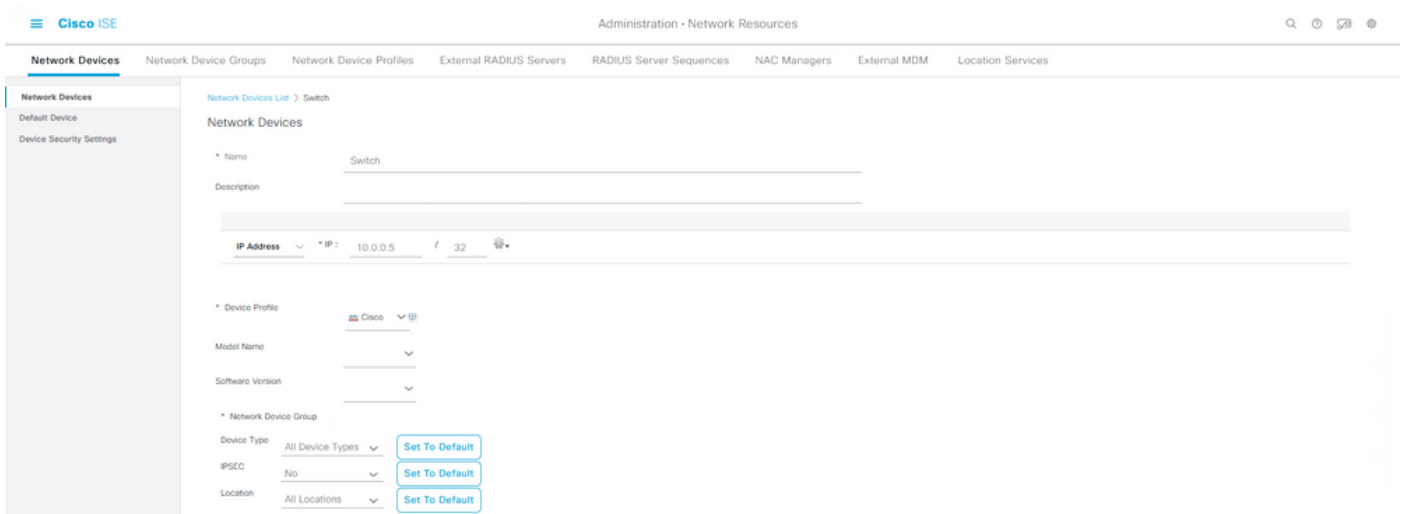 Cisco ISE Administration - Network Resources
Network Devices Network Device Groups Network Device Profiles External RADIUS Servers RADIUS Server Sequences NAC Managers External MDM Location Services
Network Devices
Default Device
Device Security Settings
Network Devices List > Switch
Network Devices
* Name Switch
Description
IP Address * IP : 10.0.0.5 / 32
* Device Profile Cisco
Model Name
Software Version
* Network Device Group
Device Type All Device Types Set To Default
IPSEC No Set To Default
Location All Locations Set To Default